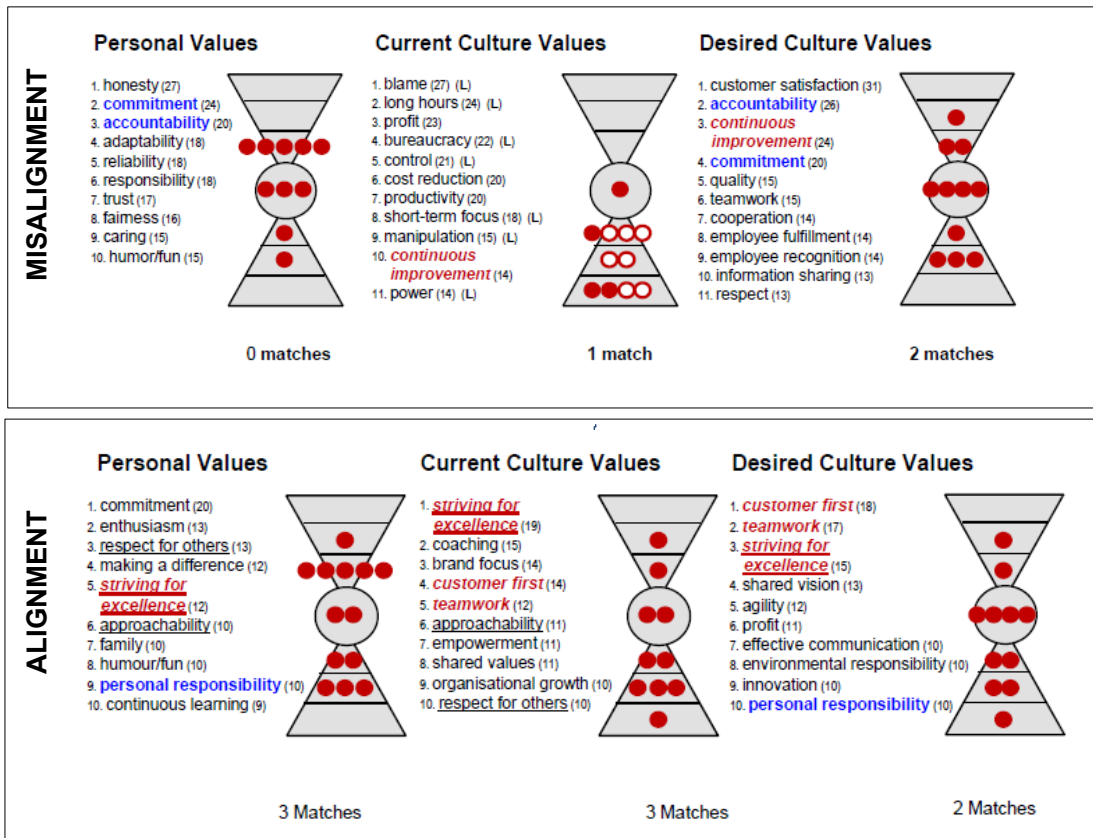 MISALIGNMENT
Personal Values
1. honesty (27)
2. commitment (24)
3. accountability (20)
4. adaptability (18)
5. reliability (18)
6. responsibility (18)
7. trust (17)
8. fairness (16)
9. caring (15)
10. humor/fun (15)
0 matches
Current Culture Values
1. blame (27) (L)
2. long hours (24) (L)
3. profit (23)
4. bureaucracy (22) (L)
5. control (21) (L)
6. cost reduction (20)
7. productivity (20)
8. short-term focus (18) (L)
9. manipulation (15) (L)
10. continuous
improvement (14)
11. power (14) (L)
1 match
Desired Culture Values
1. customer satisfaction (31)
2. accountability (26)
3. continuous
improvement (24)
4. commitment (20)
5. quality (15)
6. teamwork (15)
7. cooperation (14)
8. employee fulfillment (14)
9. employee recognition (14)
10. information sharing (13)
11. respect (13)
2 matches
ALIGNMENT
Personal Values
1. commitment (20)
2. enthusiasm (13)
3. respect for others (13)
4. making a difference (12)
5. striving for
excellence (12)
6. approachability (10)
7. family (10)
8. humour/fun (10)
9. personal responsibility (10)
10. continuous learning (9)
3 Matches
Current Culture Values
1. striving for
excellence (19)
2. coaching (15)
3. brand focus (14)
4. customer first (14)
5. teamwork (12)
6. approachability (11)
7. empowerment (11)
8. shared values (11)
9. organisational growth (10)
10. respect for others (10)
3 Matches
Desired Culture Values
1. customer first (18)
2. teamwork (17)
3. striving for
excellence (15)
4. shared vision (13)
5. agility (12)
6. profit (11)
7. effective communication (10)
8. environmental responsibility (10)
9. innovation (10)
10. personal responsibility (10)
2 Matches